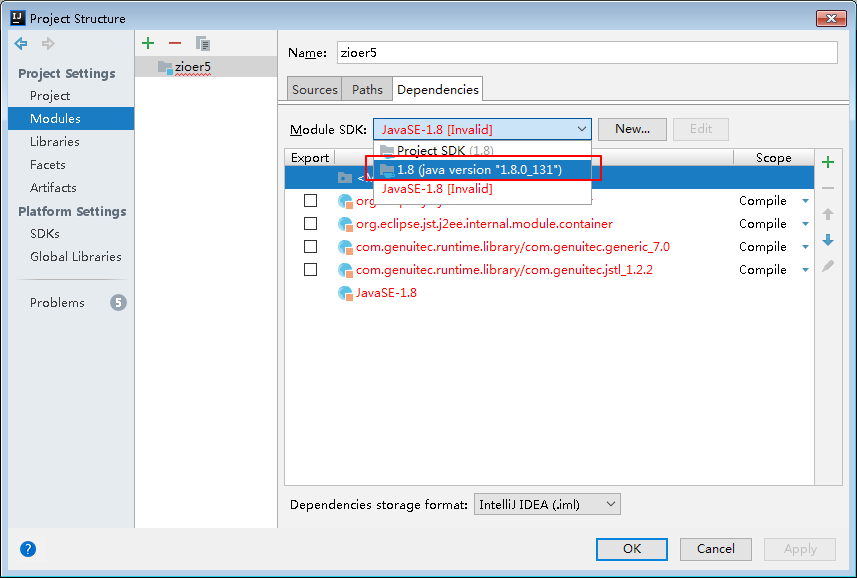 Project Structure
Project Settings
Project
Modules
Libraries
Facets
Artifacts
Platform Settings
SDKs
Global Libraries
Problems
5
zioer5
Name:
zioer5
Sources
Paths
Dependencies
Module SDK:
JavaSE-1.8 [Invalid]
New...
Edit
Project SDK (1.8)
1.8 (java version "1.8.0_131")
JavaSE-1.8 [Invalid]
Export
Scope
Compile
org.eclipse.jst.j2ee.internal.module.container
Compile
com.genuitec.runtime.library/com.genuitec.generic_7.0
Compile
com.genuitec.runtime.library/com.genuitec.jstl_1.2.2
Compile
JavaSE-1.8
Dependencies storage format:
IntelliJ IDEA (.iml)
?
OK
Cancel
Apply